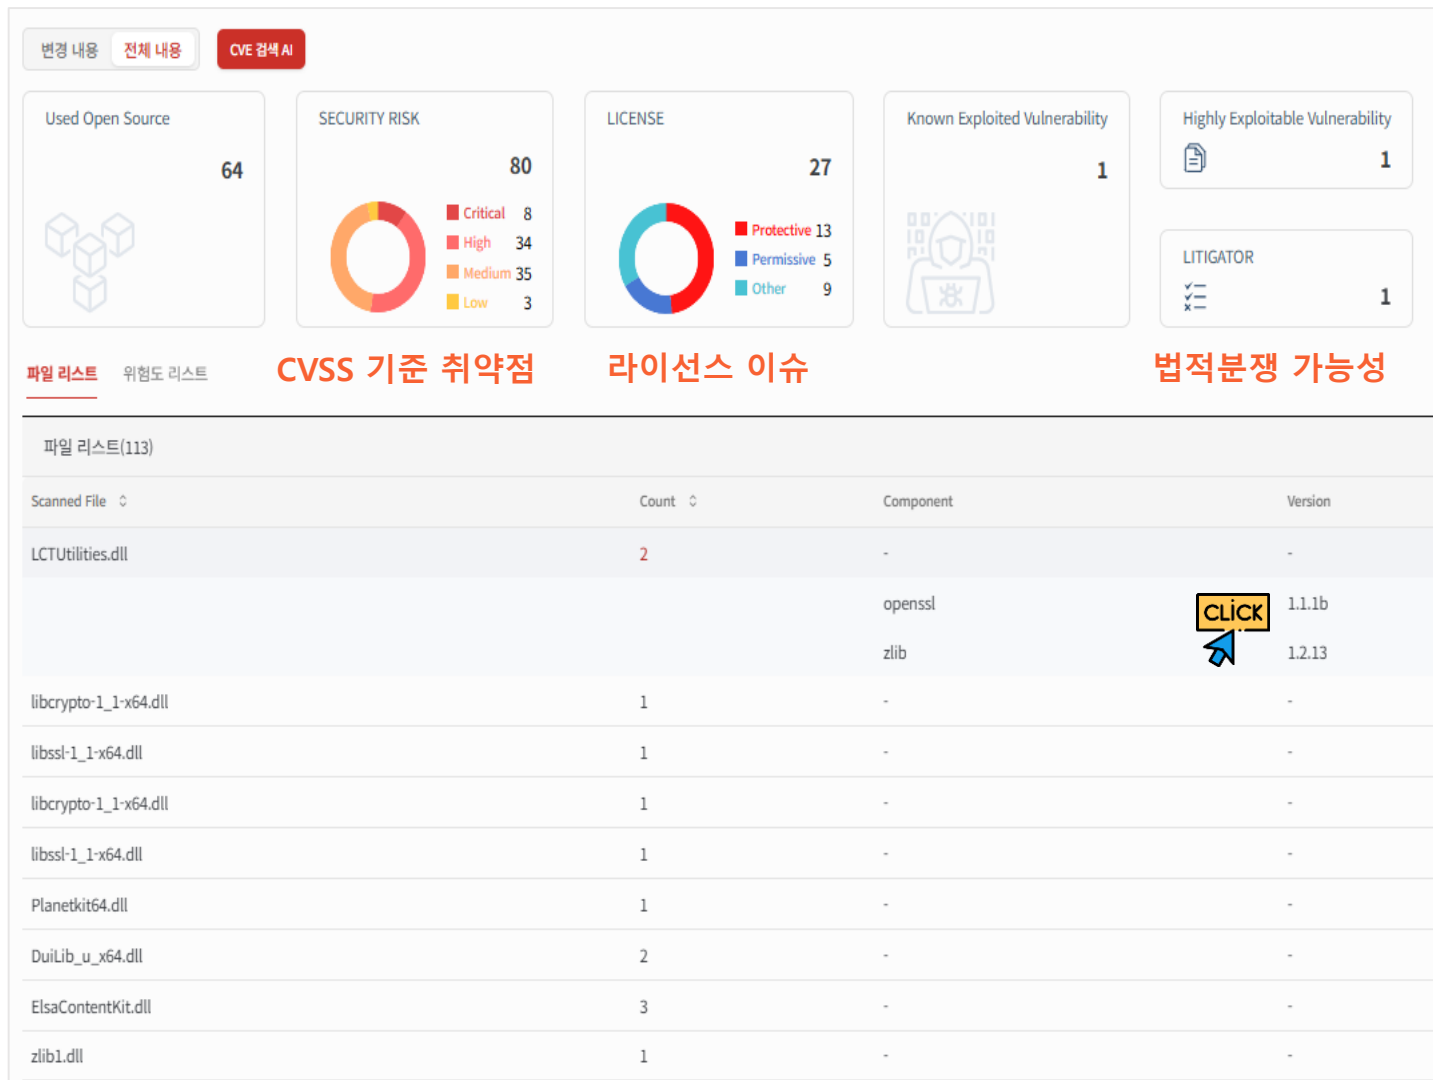 변경 내용 전체 내용 CVE 검색 AI
Used Open Source
64
SECURITY RISK
80
Critical 8
High 34
Medium 35
Low 3
LICENSE
27
Protective 13
Permissive 5
Other 9
Known Exploited Vulnerability
1
Highly Exploitable Vulnerability
1
LITIGATOR
1
CVSS 기준 취약점 라이선스 이슈 법적분쟁 가능성
파일 리스트 위험도 리스트
파일 리스트(113)
Scanned File Count Component Version
LCTUtilities.dll 2 - -
openssl 1.1.1b
CLICK
zlib 1.2.13
libcrypto-1_1-x64.dll 1 - -
libssl-1_1-x64.dll 1 - -
libcrypto-1_1-x64.dll 1 - -
libssl-1_1-x64.dll 1 - -
Planetkit64.dll 1 - -
DuiLib_u_x64.dll 2 - -
ElsaContentKit.dll 3 - -
zlib1.dll 1 - -